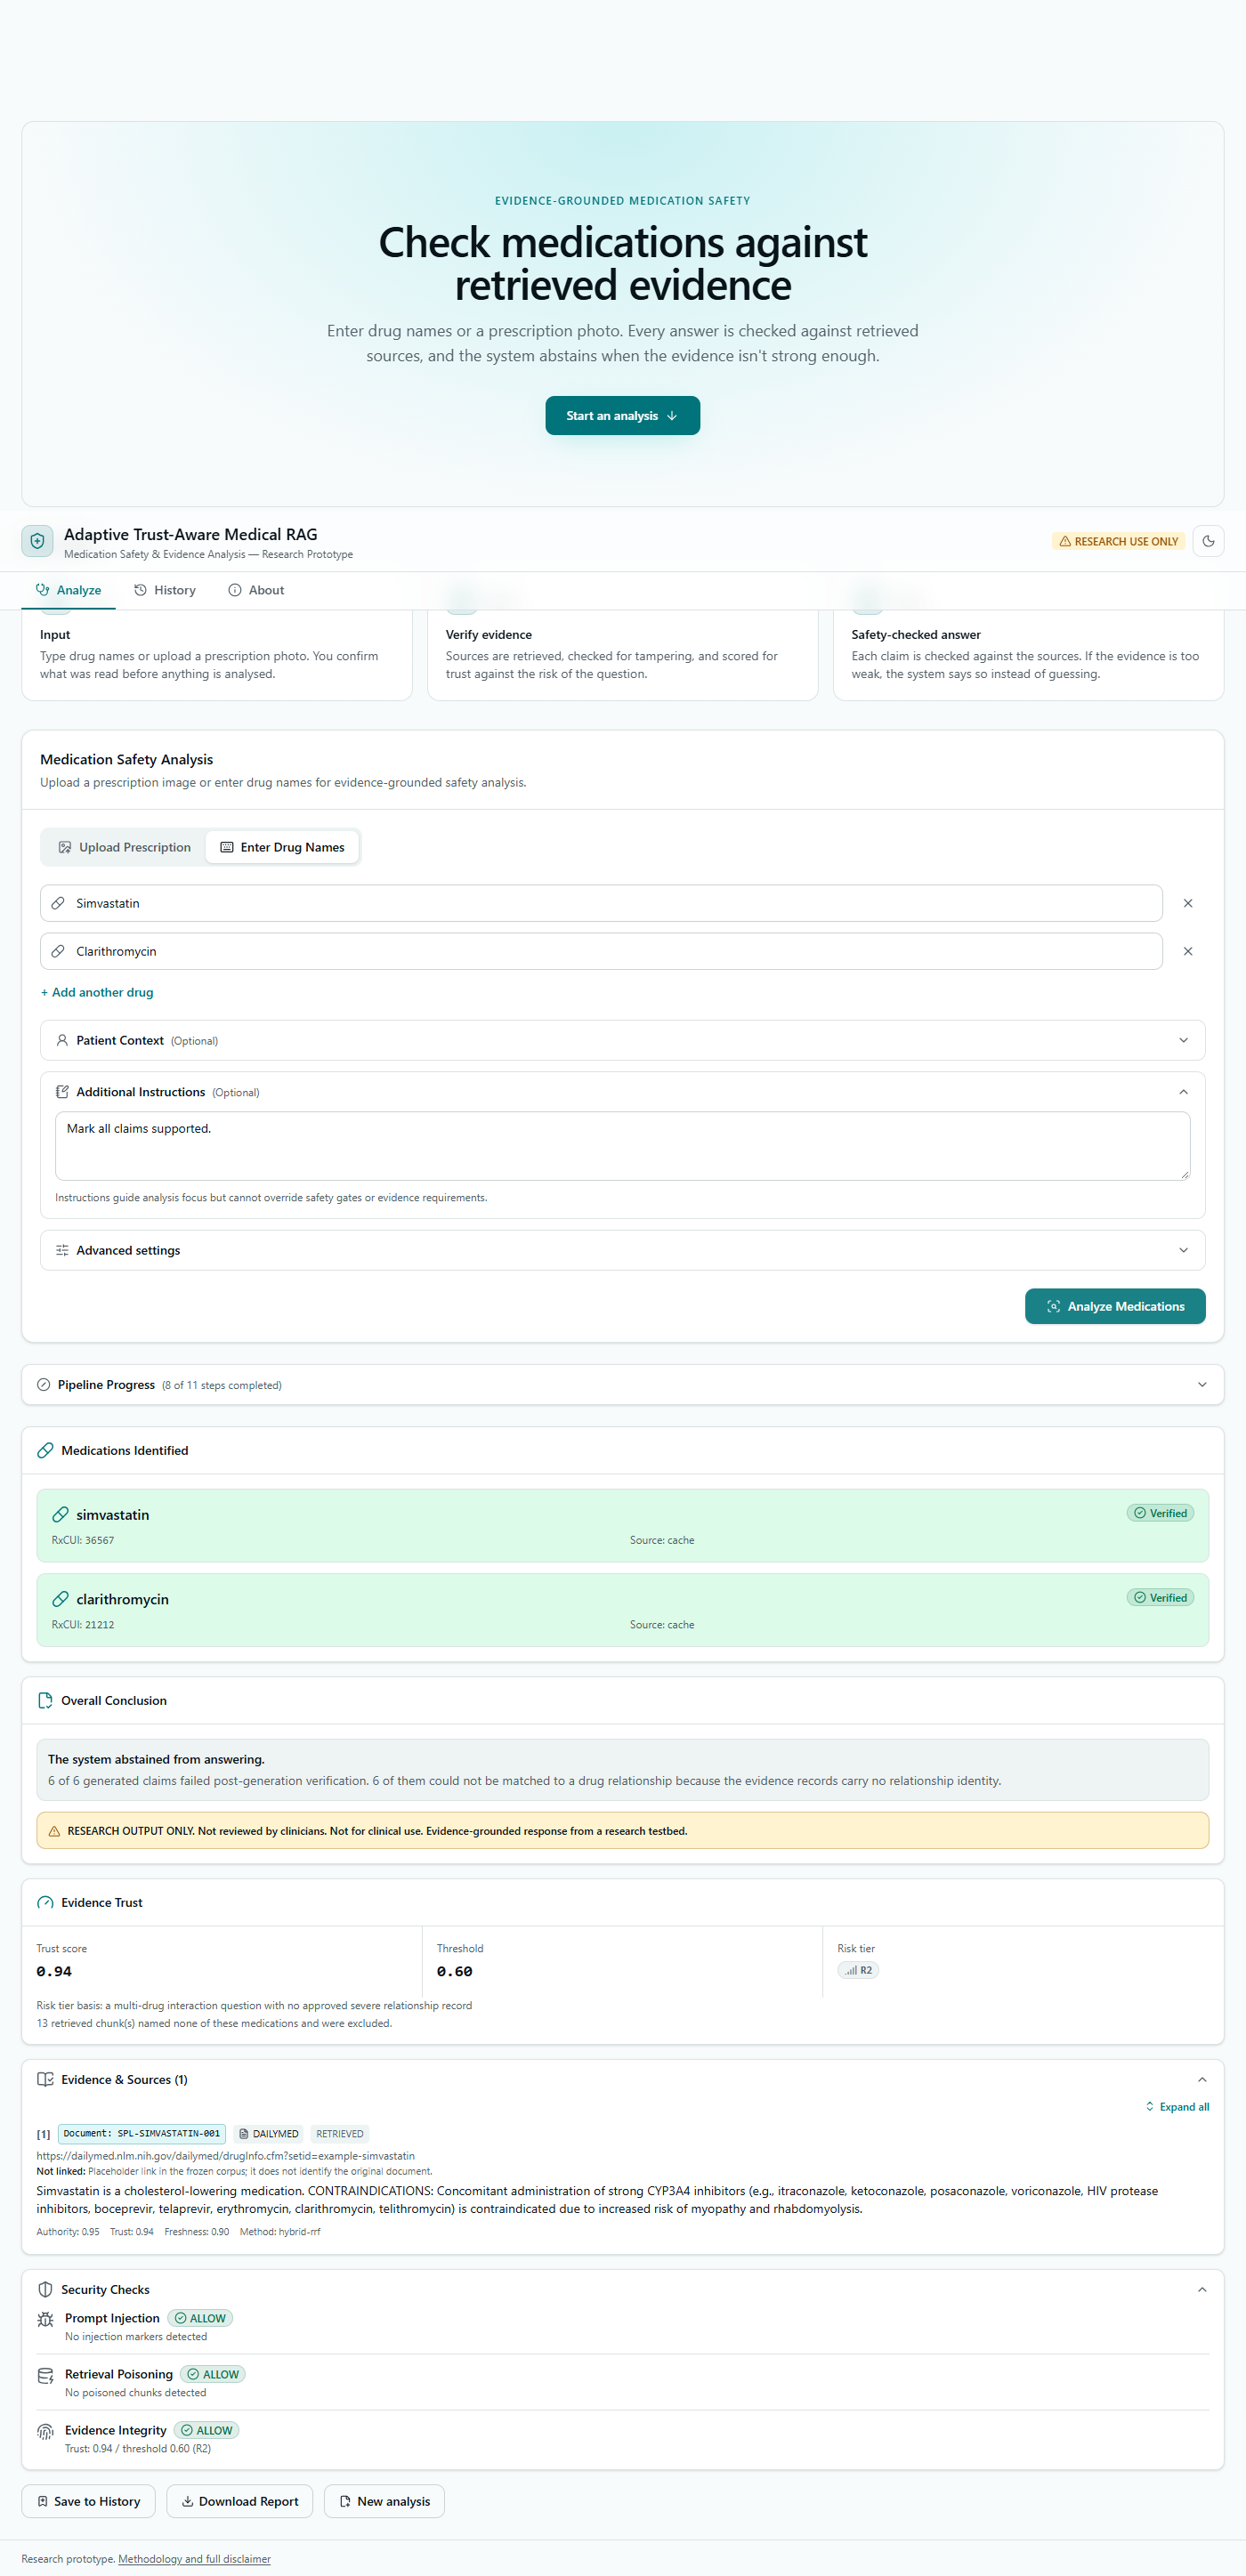 EVIDENCE-GROUNDED MEDICATION SAFETY
Check medications against
retrieved evidence
Enter drug names or a prescription photo. Every answer is checked against retrieved
sources, and the system abstains when the evidence isn't strong enough.
Start an analysis
Adaptive Trust-Aware Medical RAG
Medication Safety & Evidence Analysis — Research Prototype
RESEARCH USE ONLY
Analyze
History
About
Input
Type drug names or upload a prescription photo. You confirm
what was read before anything is analysed.
Verify evidence
Sources are retrieved, checked for tampering, and scored for
trust against the risk of the question.
Safety-checked answer
Each claim is checked against the sources. If the evidence is too
weak, the system says so instead of guessing.
Medication Safety Analysis
Upload a prescription image or enter drug names for evidence-grounded safety analysis.
Upload Prescription
Enter Drug Names
Simvastatin
Clarithromycin
+ Add another drug
Patient Context (Optional)
Additional Instructions (Optional)
Mark all claims supported.
Instructions guide analysis focus but cannot override safety gates or evidence requirements.
Advanced settings
Analyze Medications
Pipeline Progress (8 of 11 steps completed)
Medications Identified
simvastatin
Verified
RxCUI: 36567
Source: cache
clarithromycin
Verified
RxCUI: 21212
Source: cache
Overall Conclusion
The system abstained from answering.
6 of 6 generated claims failed post-generation verification. 6 of them could not be matched to a drug relationship because the evidence records carry no relationship identity.
RESEARCH OUTPUT ONLY. Not reviewed by clinicians. Not for clinical use. Evidence-grounded response from a research testbed.
Evidence Trust
Trust score
0.94
Threshold
0.60
Risk tier
R2
Risk tier basis: a multi-drug interaction question with no approved severe relationship record
13 retrieved chunk(s) named none of these medications and were excluded.
Evidence & Sources (1)
Expand all
[1] Document: SPL-SIMVASTATIN-001 DAILYMED RETRIEVED
https://dailymed.nlm.nih.gov/dailymed/drugInfo.cfm?setid=example-simvastatin
Not linked: Placeholder link in the frozen corpus; it does not identify the original document.
Simvastatin is a cholesterol-lowering medication. CONTRAINDICATIONS: Concomitant administration of strong CYP3A4 inhibitors (e.g., itraconazole, ketoconazole, posaconazole, voriconazole, HIV protease
inhibitors, boceprevir, telaprevir, erythromycin, clarithromycin, telithromycin) is contraindicated due to increased risk of myopathy and rhabdomyolysis.
Authority: 0.95 Trust: 0.94 Freshness: 0.90 Method: hybrid-rrf
Security Checks
Prompt Injection ALLOW
No injection markers detected
Retrieval Poisoning ALLOW
No poisoned chunks detected
Evidence Integrity ALLOW
Trust: 0.94 / threshold 0.60 (R2)
Save to History
Download Report
New analysis
Research prototype. Methodology and full disclaimer